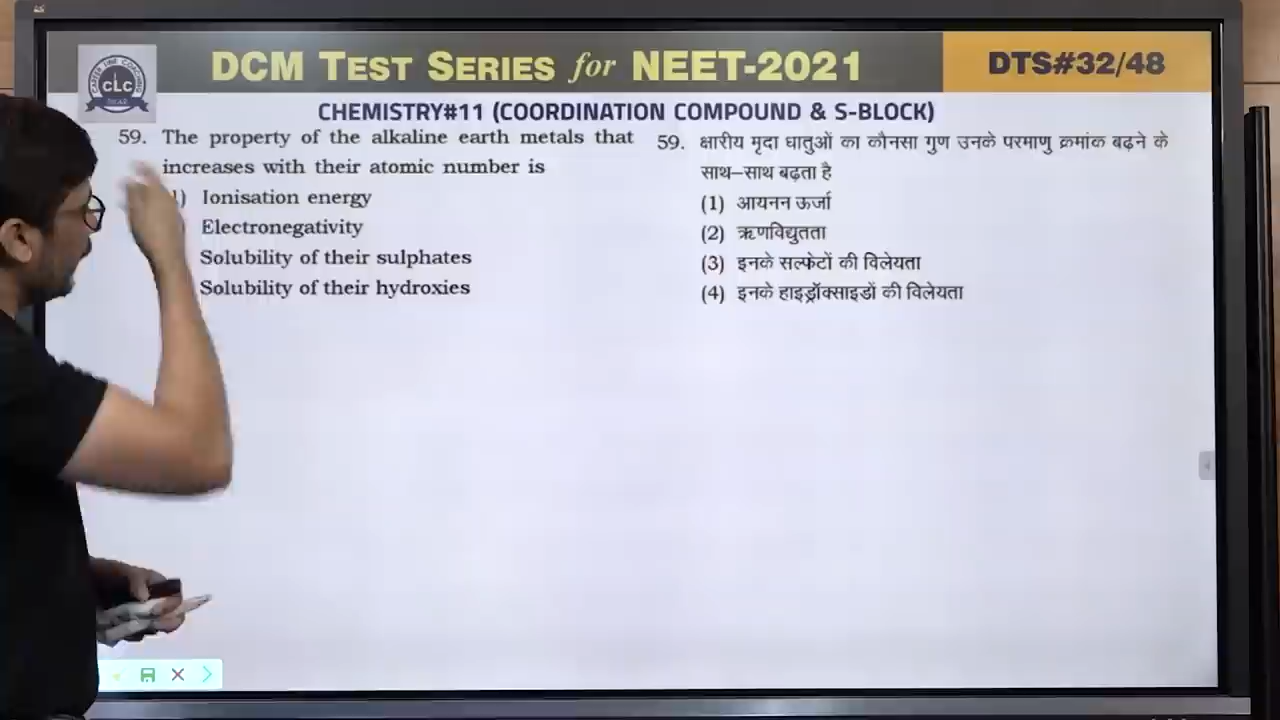 DCM TEST SERIES for NEET-2021
DTS#32/48
CLC
CHEMISTRY#11 (COORDINATION COMPOUND & S-BLOCK)
59. The property of the alkaline earth metals that
increases with their atomic number is
1) Ionisation energy
Electronegativity
Solubility of their sulphates
Solubility of their hydroxies
59. क्षारीय मृदा धातुओं का कौनसा गुण उनके परमाणु क्रमांक बढ़ने के
साथ–साथ बढ़ता है
(1) आयनन ऊर्जा
(2) ऋणविद्युतता
(3) इनके सल्फेटों की विलेयता
(4) इनके हाइड्रॉक्साइडों की विलेयता